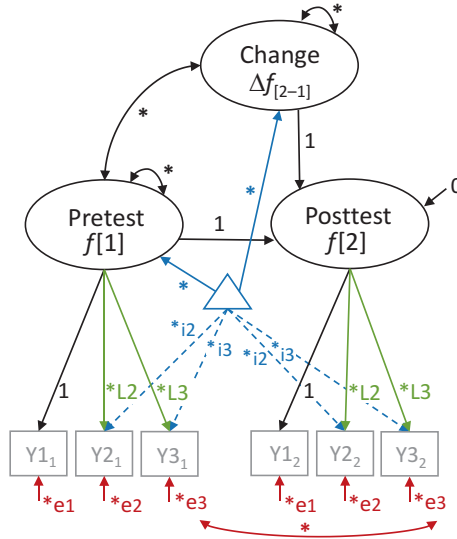 *
Change
Δf[2–1]
*
*
1
*
0
Pretest
f[1]
1
Posttest
f[2]
*
*i2
*i3
*i2
*i3
1
*L2
*L3
1
*L2
*L3
Y1₁
Y2₁
Y3₁
Y1₂
Y2₂
Y3₂
*e1
*e2
*e3
*e1
*e2
*e3
*